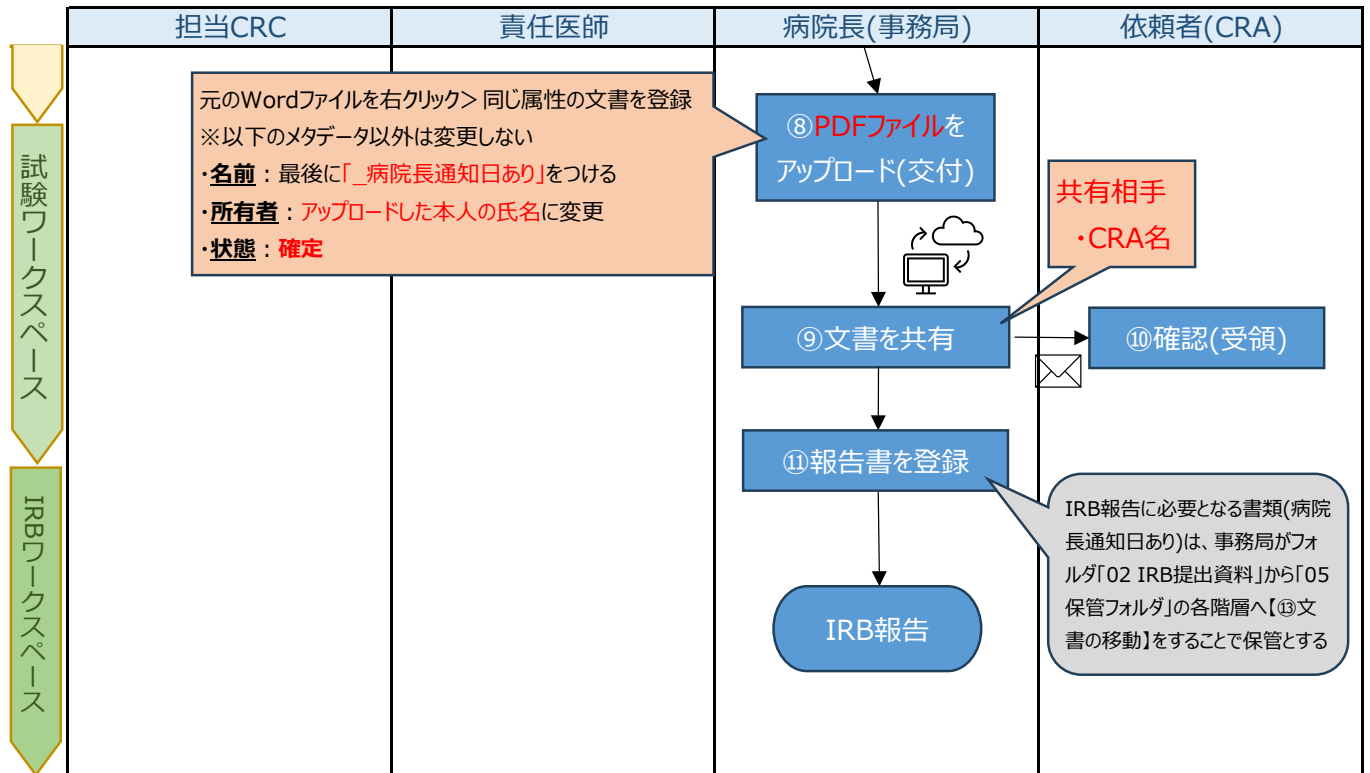 担当CRC
責任医師
病院長(事務局)
依頼者(CRA)
試験ワークスペース
IRBワークスペース
元のWordファイルを右クリック> 同じ属性の文書を登録
※以下のメタデータ以外は変更しない
・名前：最後に「_病院長通知日あり」をつける
・所有者：アップロードした本人の氏名に変更
・状態：確定
⑧PDFファイルを
アップロード(交付)
共有相手
・CRA名
⑨文書を共有
⑩確認(受領)
⑪報告書を登録
IRB報告に必要となる書類(病院
長通知日あり)は、事務局がフォ
ルダ「02 IRB提出資料」から「05
保管フォルダ」の各階層へ【⑬文
書の移動】をすることで保管とする
IRB報告